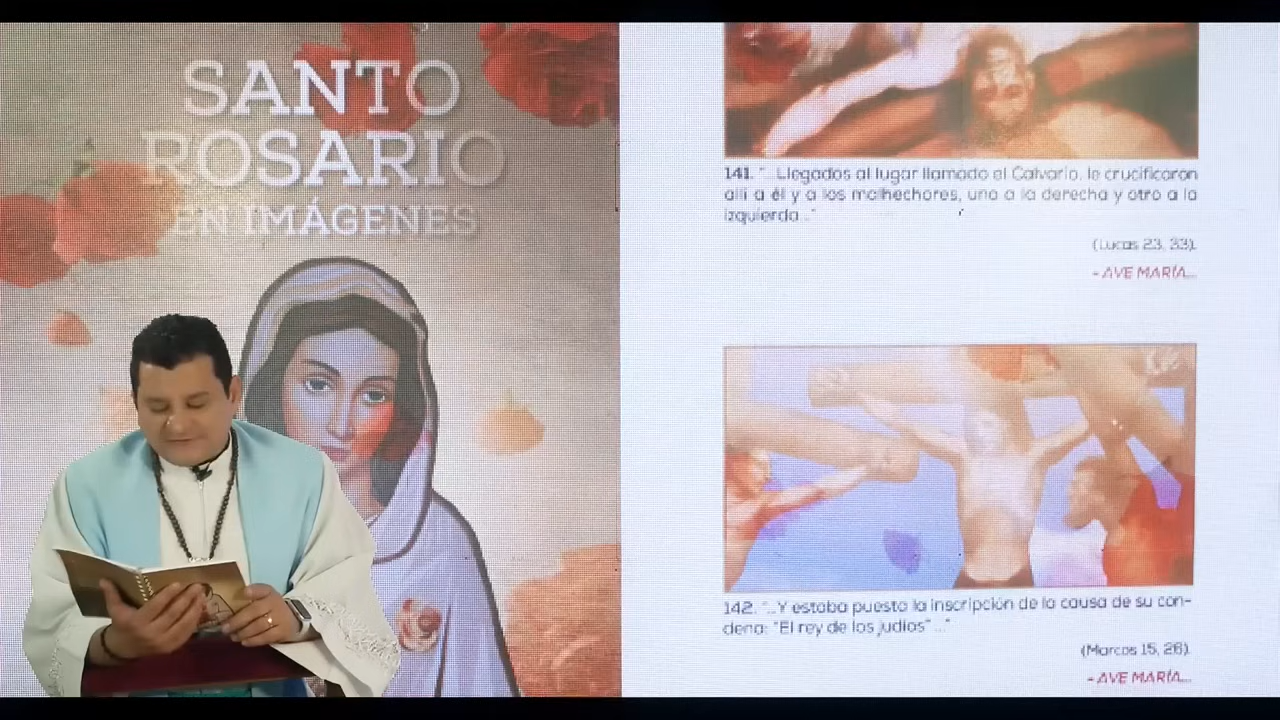 SANTO
ROSARIO
EN IMÁGENES
141. "...Llegados al lugar llamado el Calvario, le crucificaron
allí a él y a los malhechores, uno a la derecha y otro a la
izquierda..."
(Lucas 23, 33).
- AVE MARÍA...
142. "...Y estaba puesta la inscripción de la causa de su con-
dena: "El rey de los judíos" ..."
(Marcos 15, 26).
- AVE MARÍA...